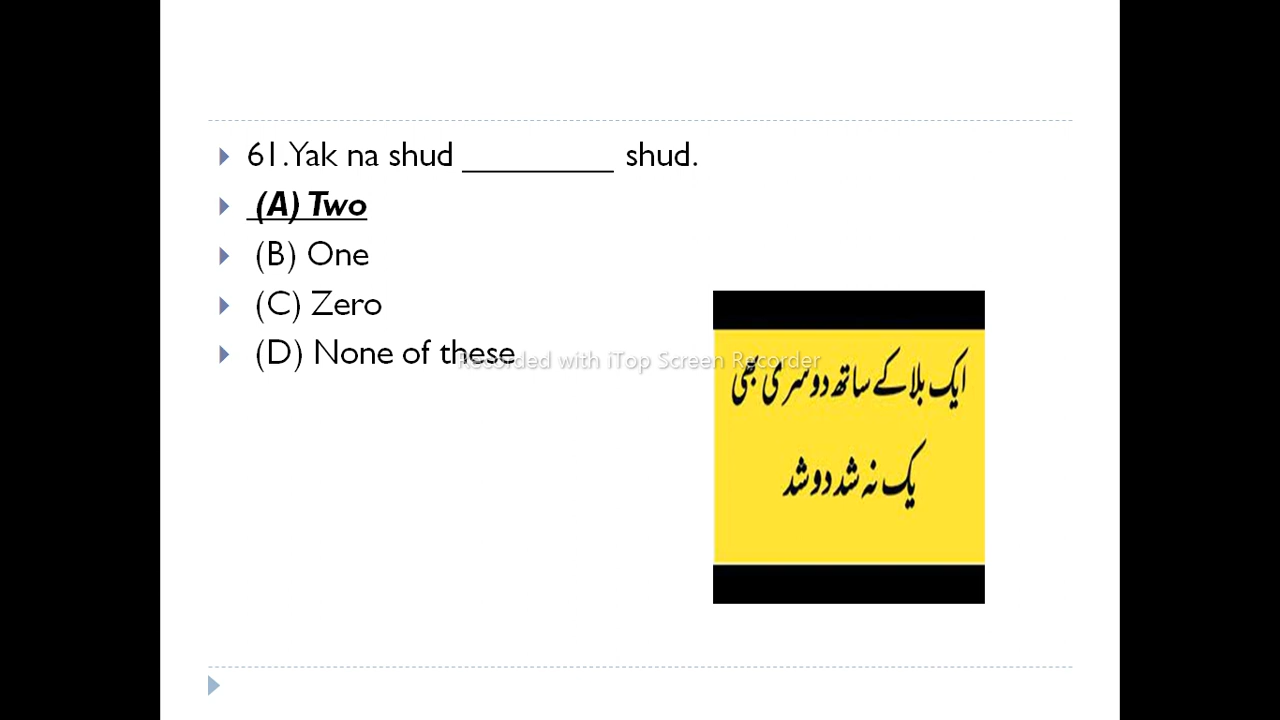 61.Yak na shud _________ shud.
(A) Two
(B) One
(C) Zero
(D) None of these
Recorded with iTop Screen Recorder
ایک بلا کے ساتھ دوسری بھی
یک نہ شد دو شد